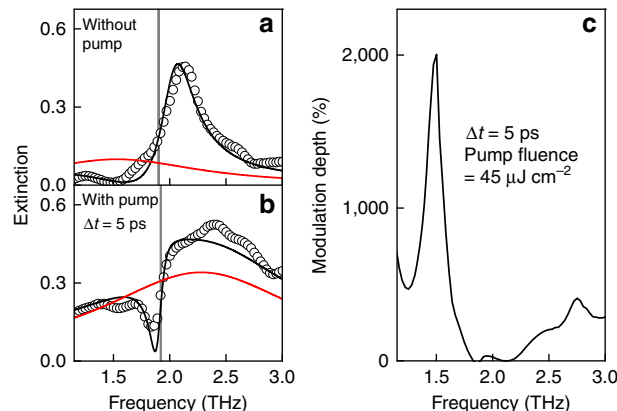 a
Without
pump
0.6
0.3
0.0
Extinction
b
With pump
Δt = 5 ps
0.6
0.3
0.0
1.5 2.0 2.5 3.0
Frequency (THz)
c
Modulation depth (%)
2,000
1,000
0
Δt = 5 ps
Pump fluence
= 45 μJ cm⁻²
1.5 2.0 2.5 3.0
Frequency (THz)